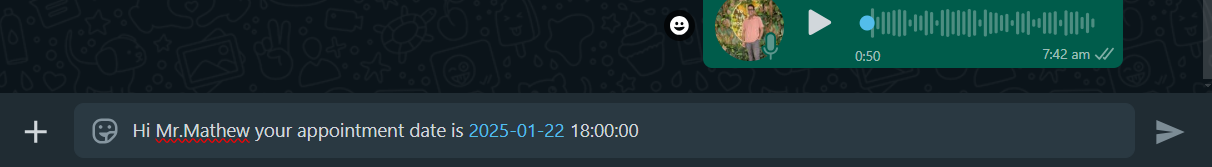 0:50
7:42 am
Hi Mr.Mathew your appointment date is 2025-01-22 18:00:00